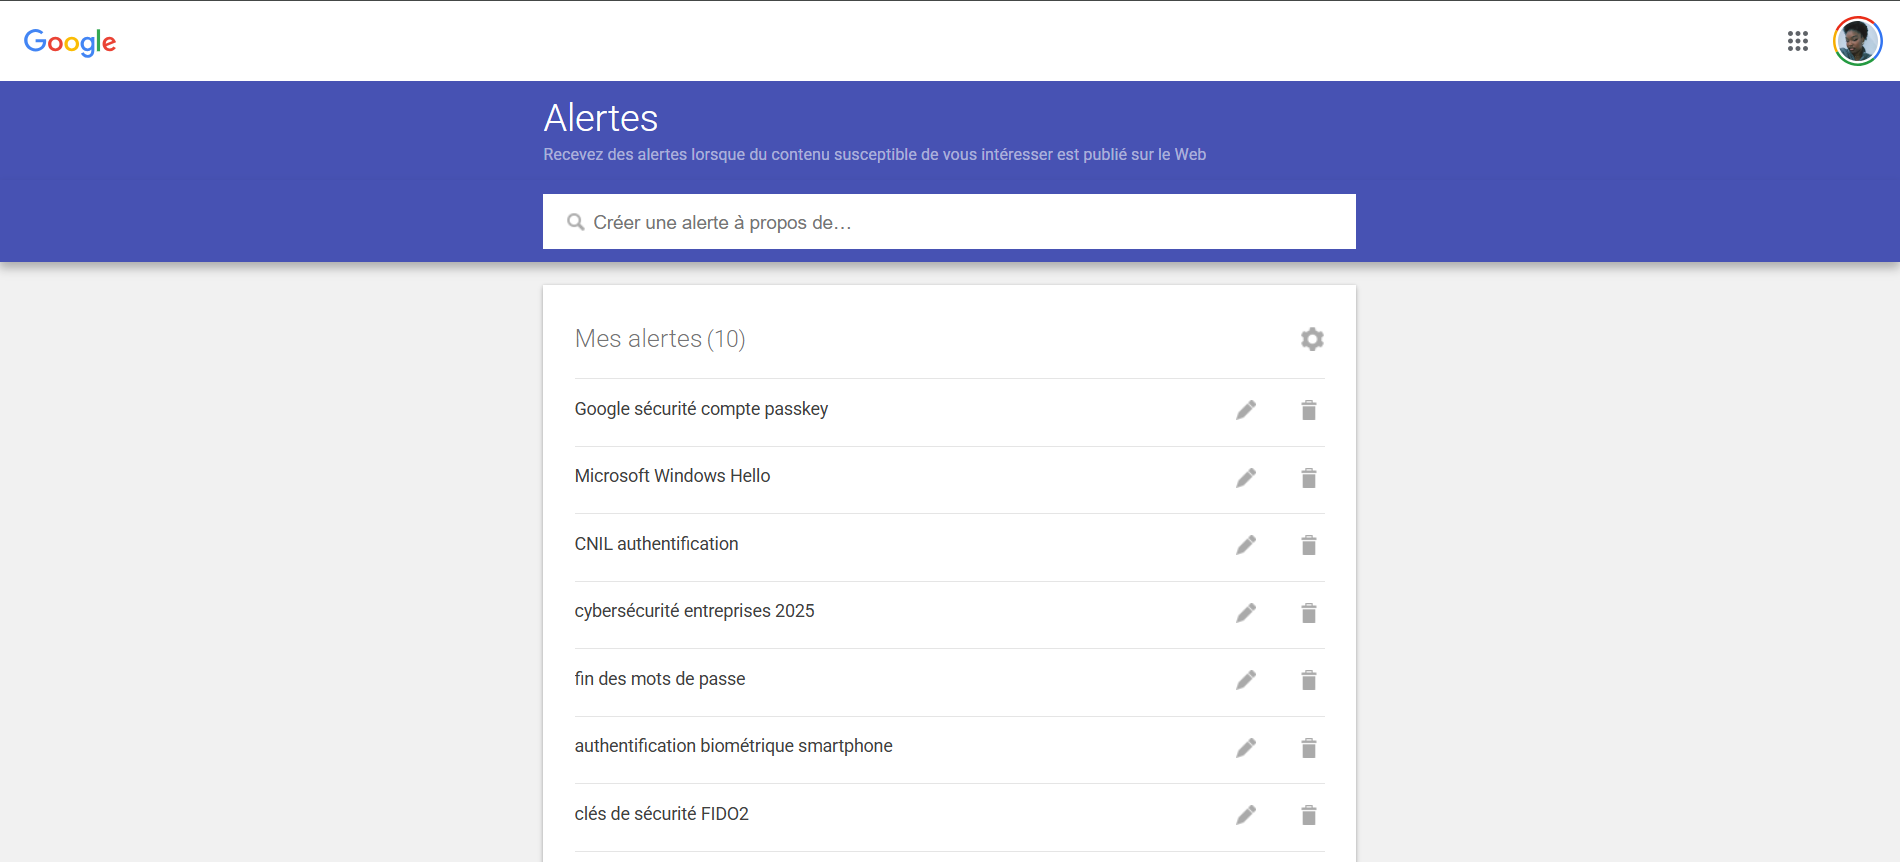 Google
Alertes
Recevez des alertes lorsque du contenu susceptible de vous intéresser est publié sur le Web
Créer une alerte à propos de...
Mes alertes (10)
Google sécurité compte passkey
Microsoft Windows Hello
CNIL authentification
cybersécurité entreprises 2025
fin des mots de passe
authentification biométrique smartphone
clés de sécurité FIDO2